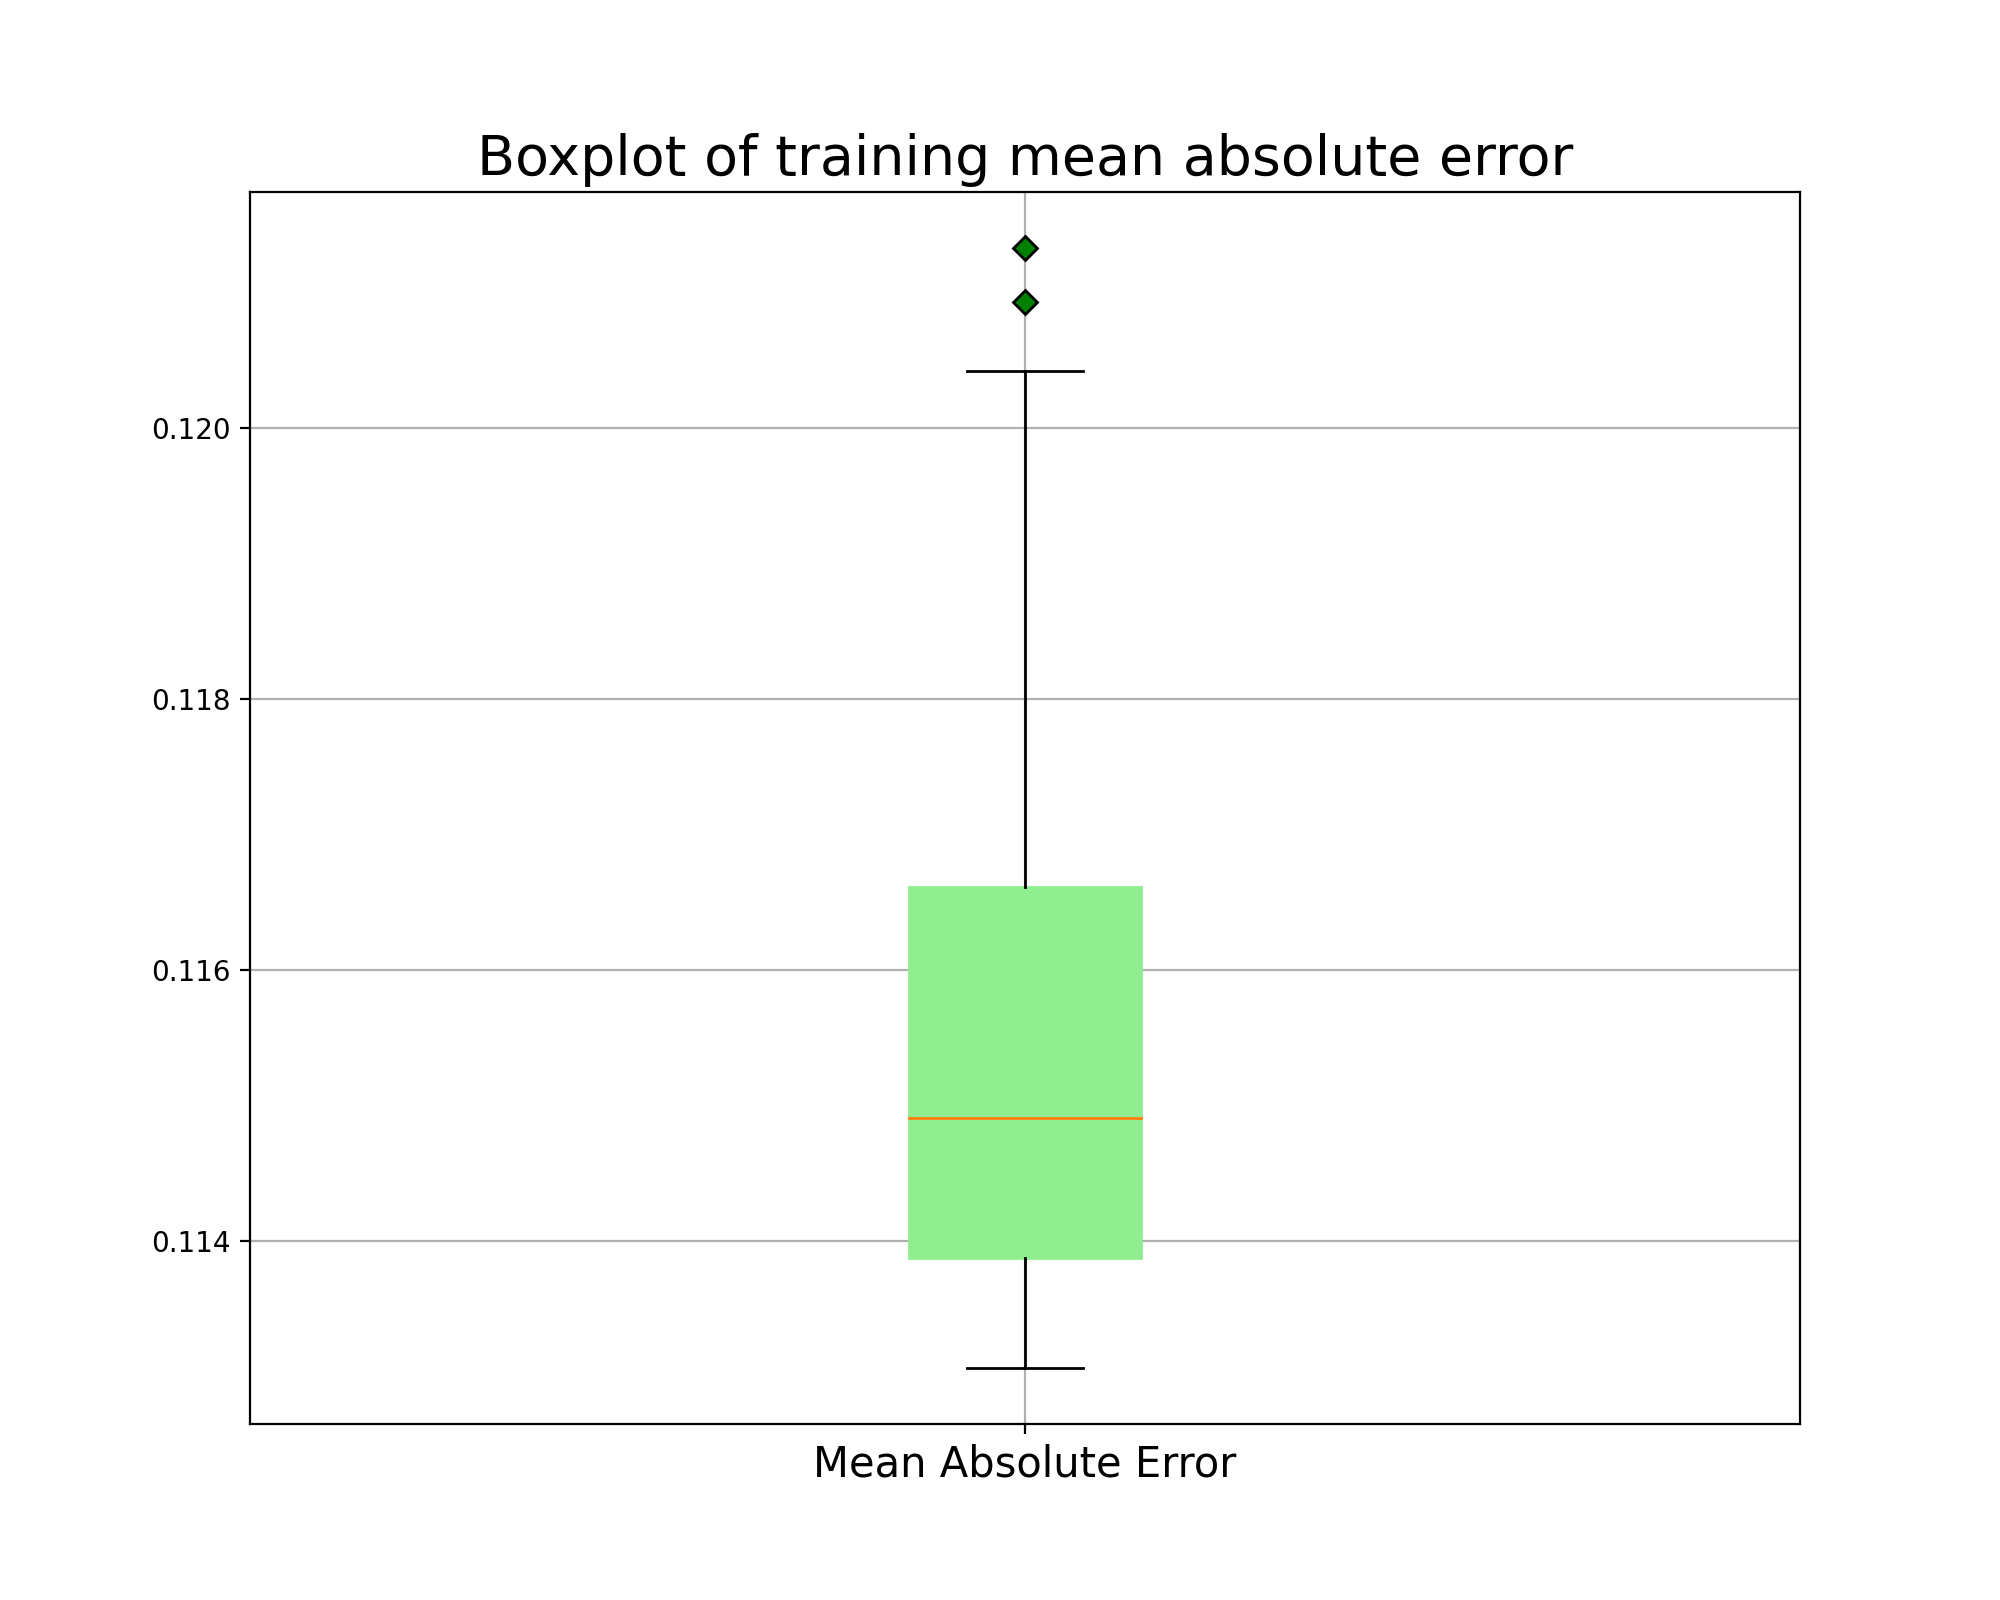 Boxplot of training mean absolute error
0.120
0.118
0.116
0.114
Mean Absolute Error